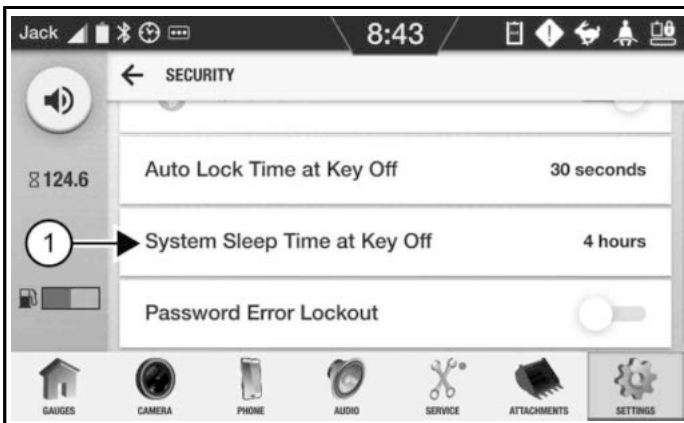 Jack 8:43
SECURITY
124.6
Auto Lock Time at Key Off 30 seconds
1
System Sleep Time at Key Off 4 hours
Password Error Lockout
GAUGES CAMERA PHONE AUDIO SERVICE ATTACHMENTS SETTINGS